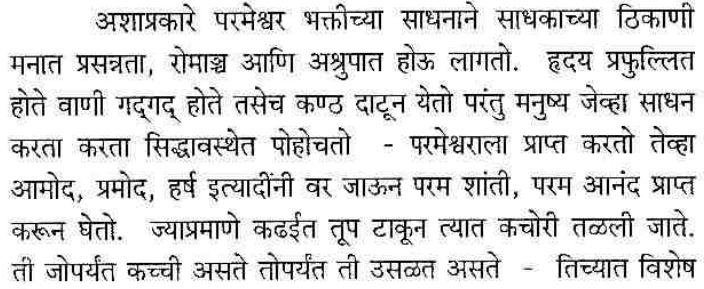 अशाप्रकारे परमेश्वर भक्तीच्या साधनाने साधकाच्या ठिकाणी
मनात प्रसन्नता, रोमाञ्च आणि अश्रुपात होऊ लागतो. हृदय प्रफुल्लित
होते वाणी गद्‌गद् होते तसेच कण्ठ दाटून येतो परंतु मनुष्य जेव्हा साधन
करता करता सिद्धावस्थेत पोहोचतो - परमेश्वराला प्राप्त करतो तेव्हा
आमोद, प्रमोद, हर्ष इत्यादींनी वर जाऊन परम शांती, परम आनंद प्राप्त
करून घेतो. ज्याप्रमाणे कढईत तूप टाकून त्यात कचोरी तळली जाते.
ती जोपर्यंत कच्ची असते तोपर्यंत ती उसळत असते - तिच्यात विशेष